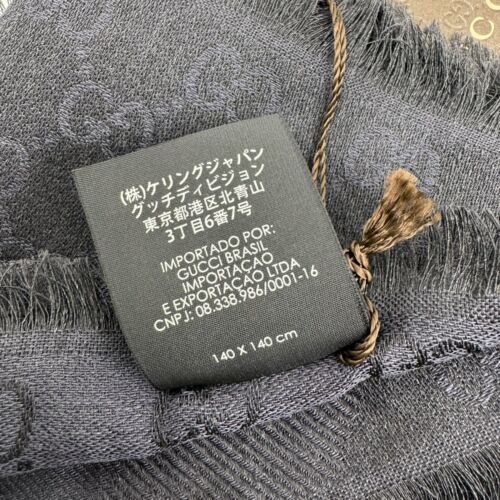 (株)ケリングジャパン
グッチディビジョン
東京都港区北青山
3丁目6番7号
IMPORTADO POR:
GUCCI BRASIL
IMPORTAÇÃO
E EXPORTAÇÃO LTDA
CNPJ: 08.338.986/0001-16
140 X 140 cm